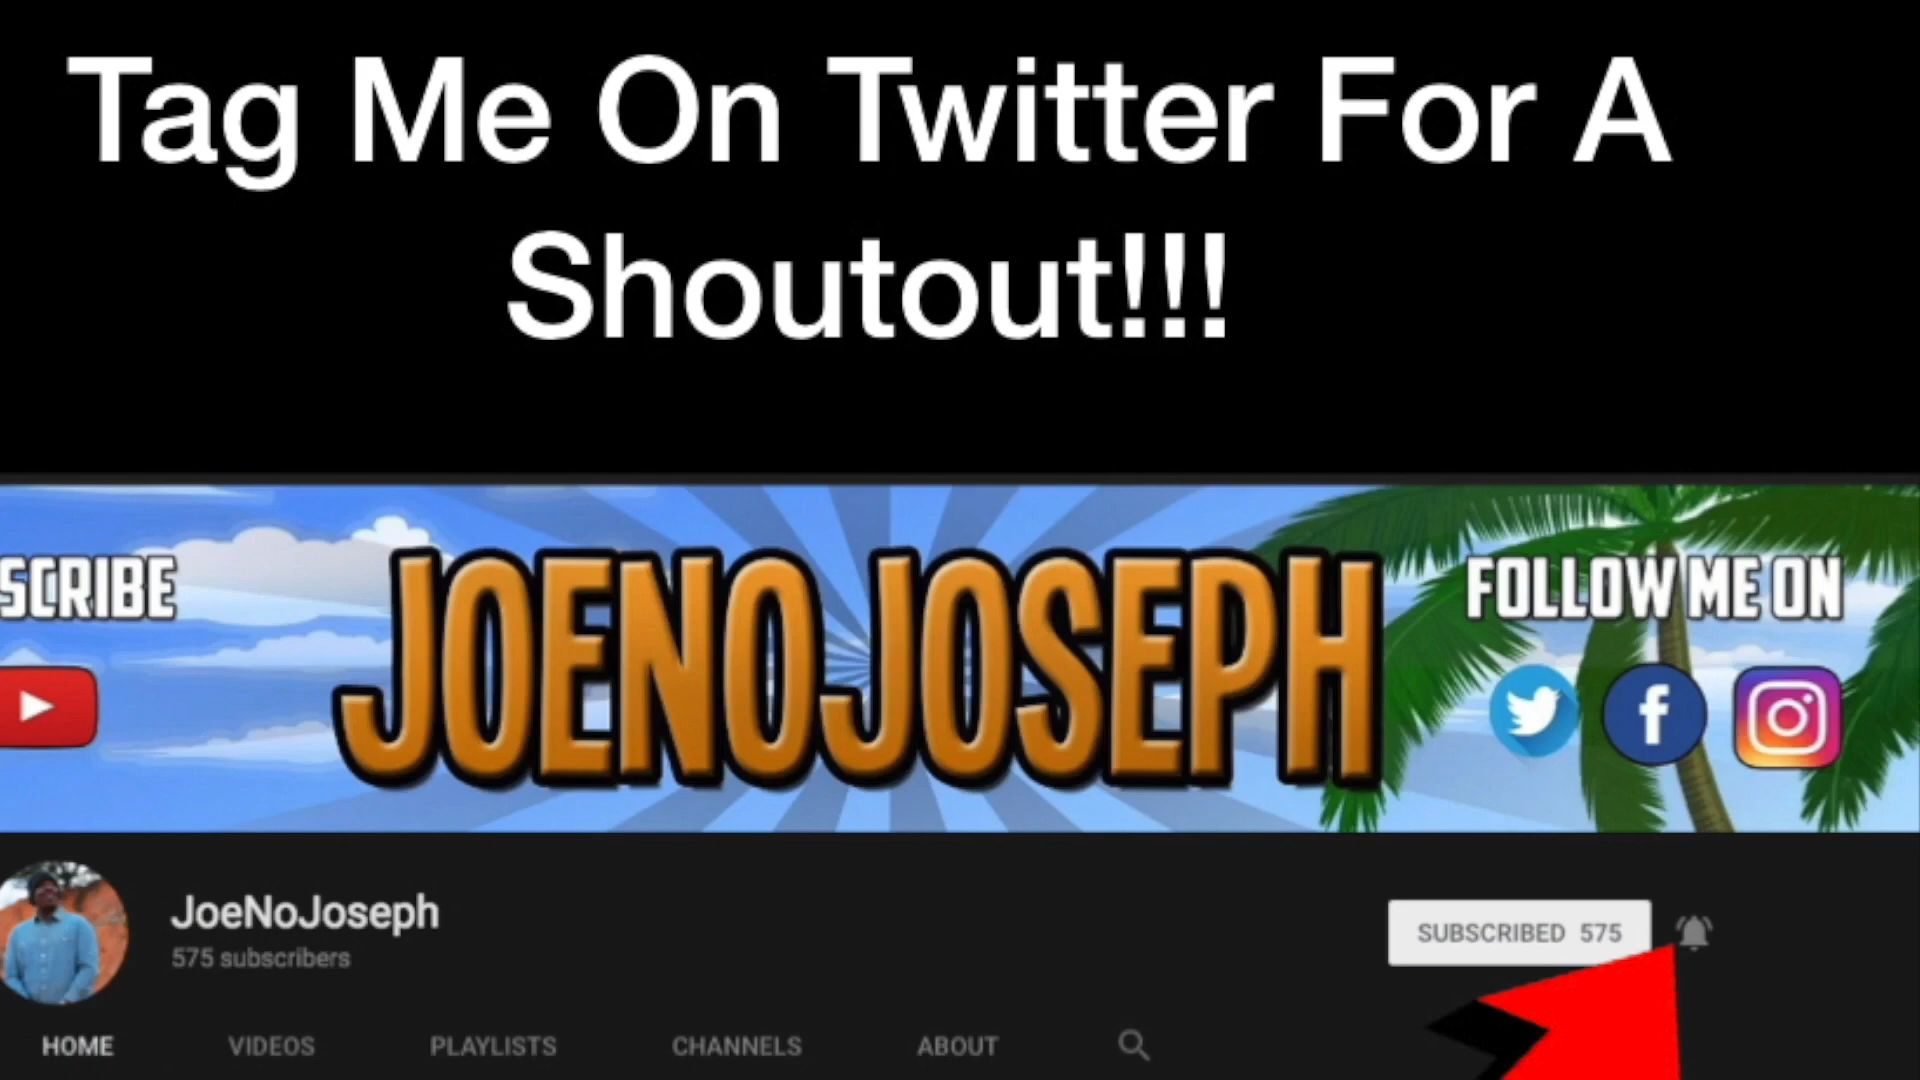 Tag Me On Twitter For A
Shoutout!!!
SCRIBE
JOENOJOSEPH
FOLLOW ME ON
JoeNoJoseph
575 subscribers
SUBSCRIBED 575
HOME VIDEOS PLAYLISTS CHANNELS ABOUT